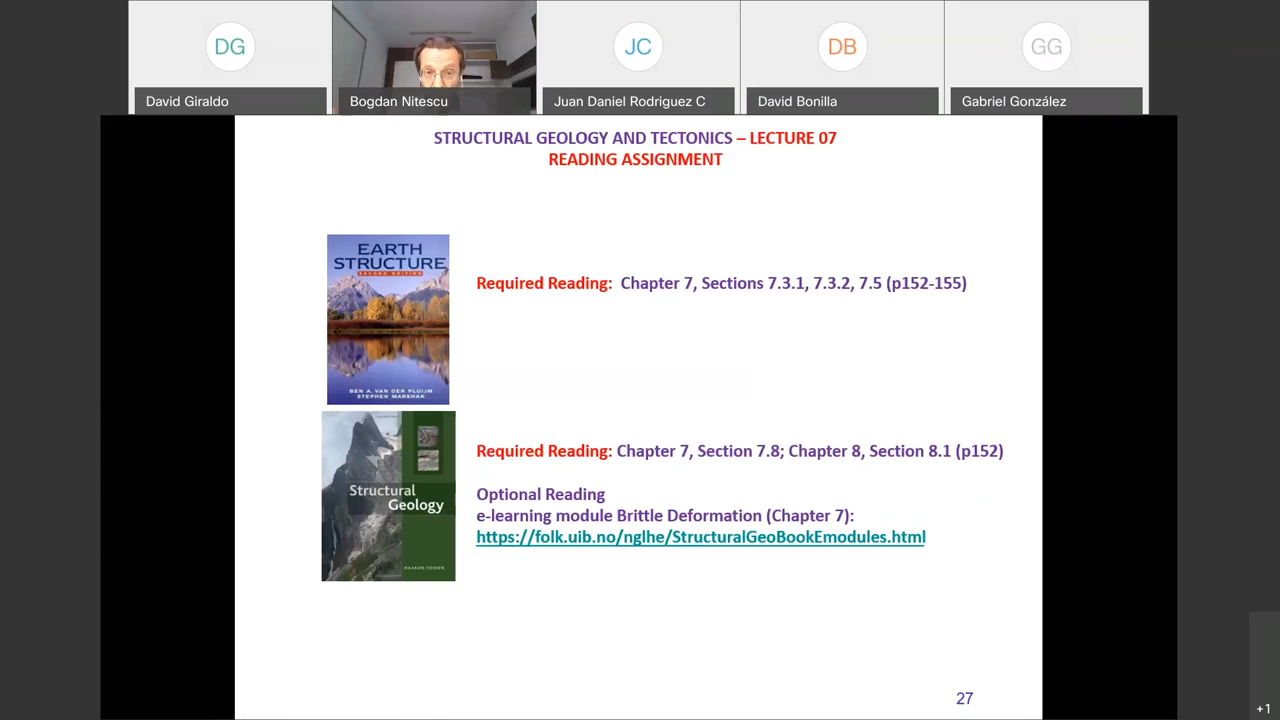 DG
JC
DB
GG
David Giraldo
Bogdan Nitescu
Juan Daniel Rodriguez C
David Bonilla
Gabriel González
STRUCTURAL GEOLOGY AND TECTONICS – LECTURE 07
READING ASSIGNMENT
EARTH
STRUCTURE
SECOND EDITION
BEN A. VAN DER PLUIJM
STEPHEN MARSHAK
Required Reading: Chapter 7, Sections 7.3.1, 7.3.2, 7.5 (p152-155)
Structural
Geology
HAAKON FOSSEN
Required Reading: Chapter 7, Section 7.8; Chapter 8, Section 8.1 (p152)
Optional Reading
e-learning module Brittle Deformation (Chapter 7):
https://folk.uib.no/nglhe/StructuralGeoBookEmodules.html
27
+1